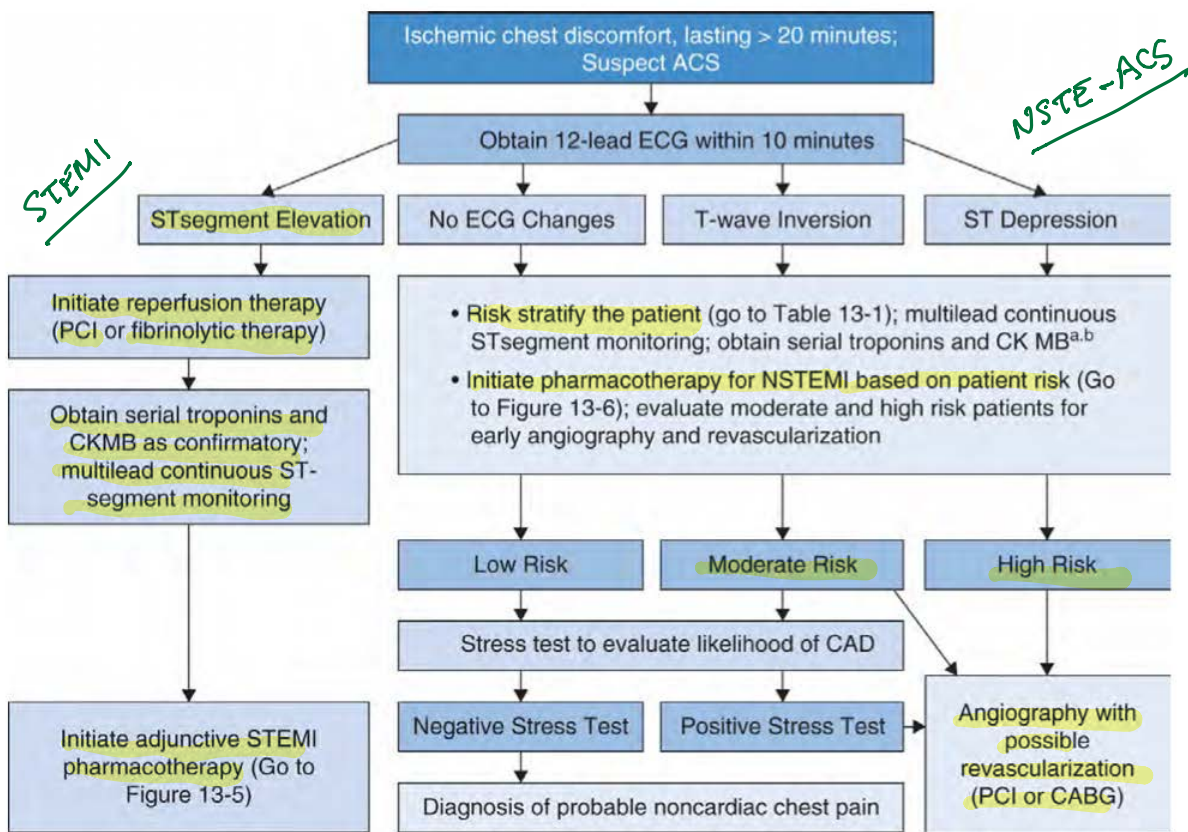 Ischemic chest discomfort, lasting > 20 minutes;
Suspect ACS
NSTE-ACS
Obtain 12-lead ECG within 10 minutes
STEMI
STsegment Elevation
No ECG Changes
T-wave Inversion
ST Depression
Initiate reperfusion therapy
(PCI or fibrinolytic therapy)
• Risk stratify the patient (go to Table 13-1); multilead continuous
STsegment monitoring; obtain serial troponins and CK MBa,b
• Initiate pharmacotherapy for NSTEMI based on patient risk (Go
to Figure 13-6); evaluate moderate and high risk patients for
early angiography and revascularization
Obtain serial troponins and
CKMB as confirmatory;
multilead continuous ST-
segment monitoring
Low Risk
Moderate Risk
High Risk
Stress test to evaluate likelihood of CAD
Negative Stress Test
Positive Stress Test
Angiography with
possible
revascularization
(PCI or CABG)
Initiate adjunctive STEMI
pharmacotherapy (Go to
Figure 13-5)
Diagnosis of probable noncardiac chest pain